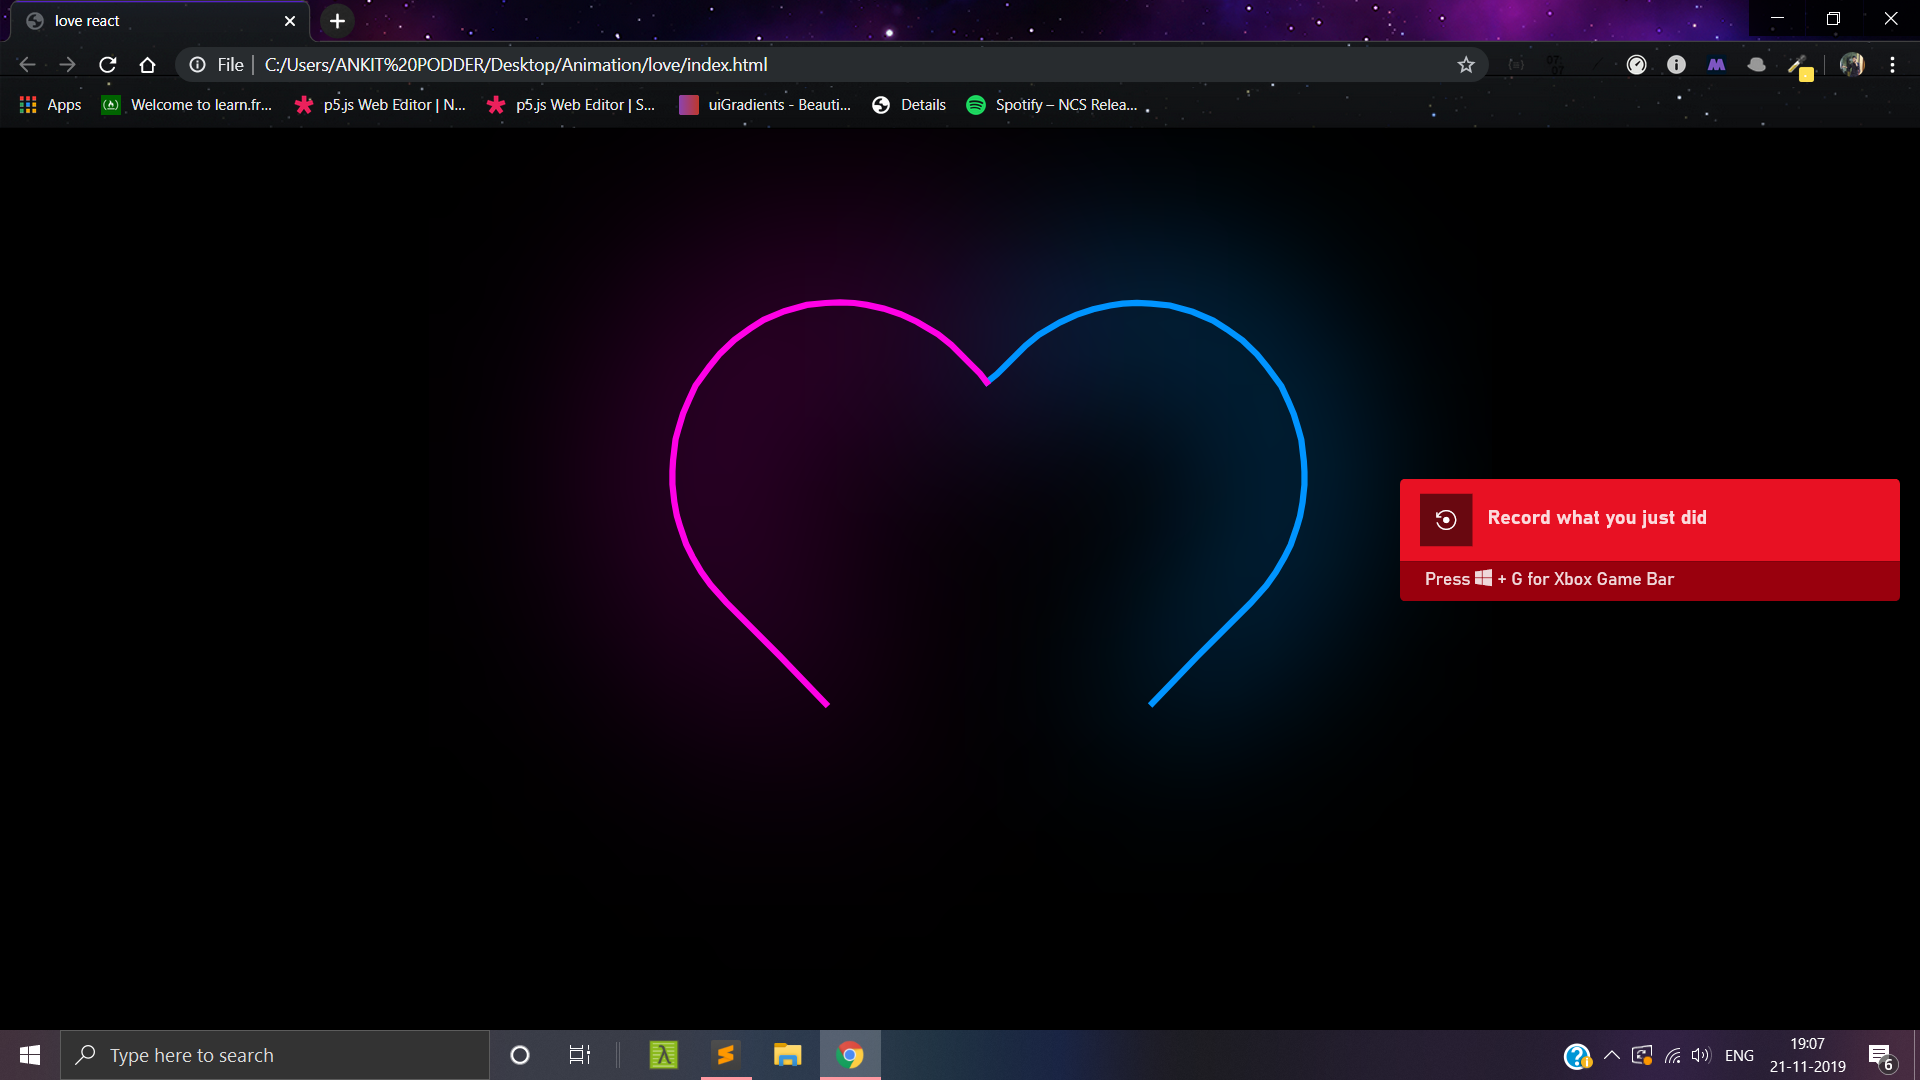 love react
File
C:/Users/ANKIT%20PODDER/Desktop/Animation/love/index.html
Apps
Welcome to learn.fr...
p5.js Web Editor | N...
p5.js Web Editor | S...
uiGradients - Beauti...
Details
Spotify – NCS Relea...
Record what you just did
Press + G for Xbox Game Bar
Type here to search
ENG
19:07
21-11-2019
6